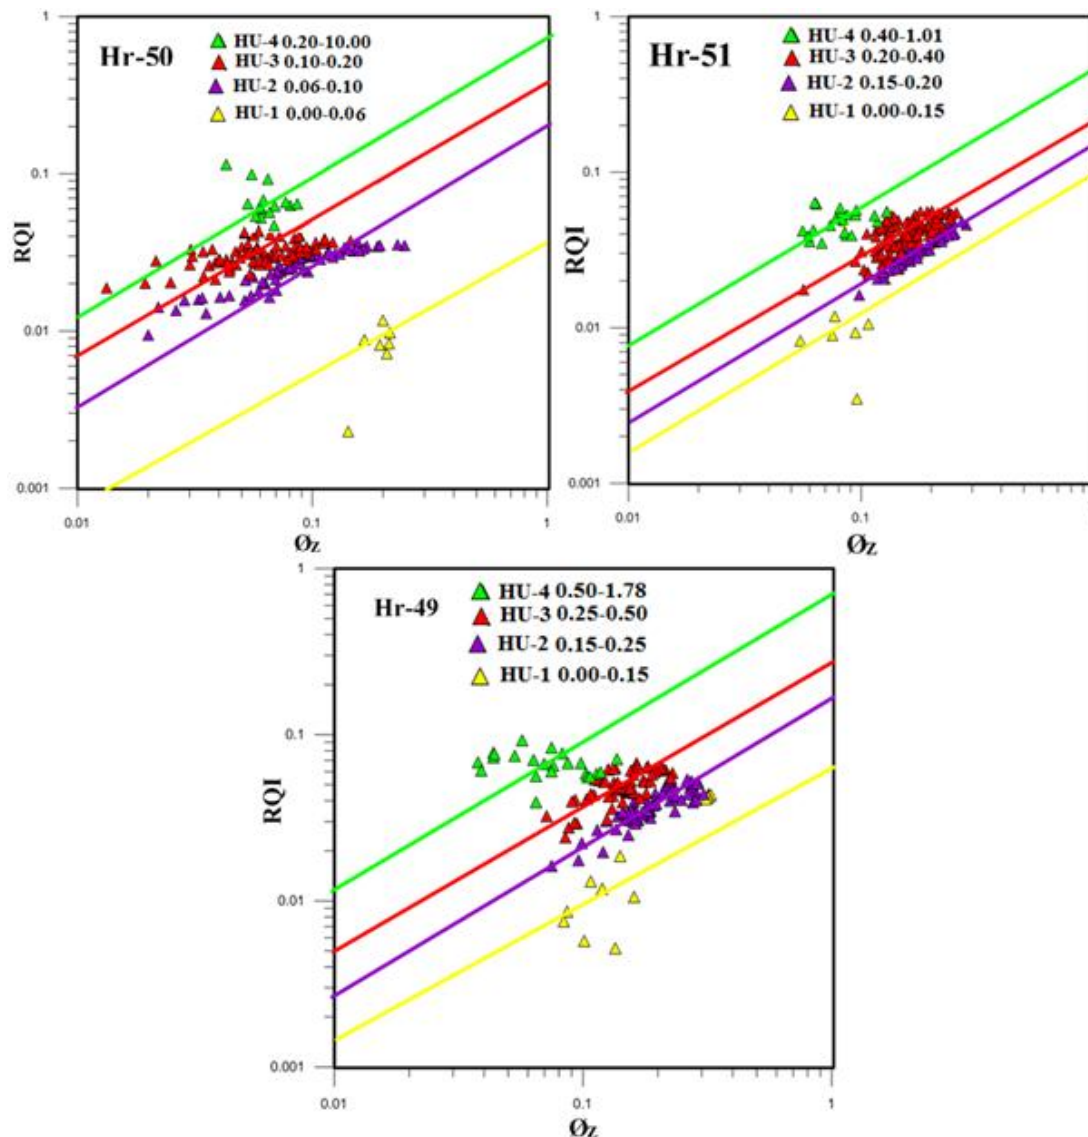 Hr-50
HU-4 0.20-10.00
HU-3 0.10-0.20
HU-2 0.06-0.10
HU-1 0.00-0.06
1
0.1
0.01
0.001
RQI
0.01
0.1
1
Øz
Hr-51
HU-4 0.40-1.01
HU-3 0.20-0.40
HU-2 0.15-0.20
HU-1 0.00-0.15
1
0.1
0.01
0.001
RQI
0.01
0.1
Øz
Hr-49
HU-4 0.50-1.78
HU-3 0.25-0.50
HU-2 0.15-0.25
HU-1 0.00-0.15
1
0.1
0.01
0.001
RQI
0.01
0.1
1
Øz